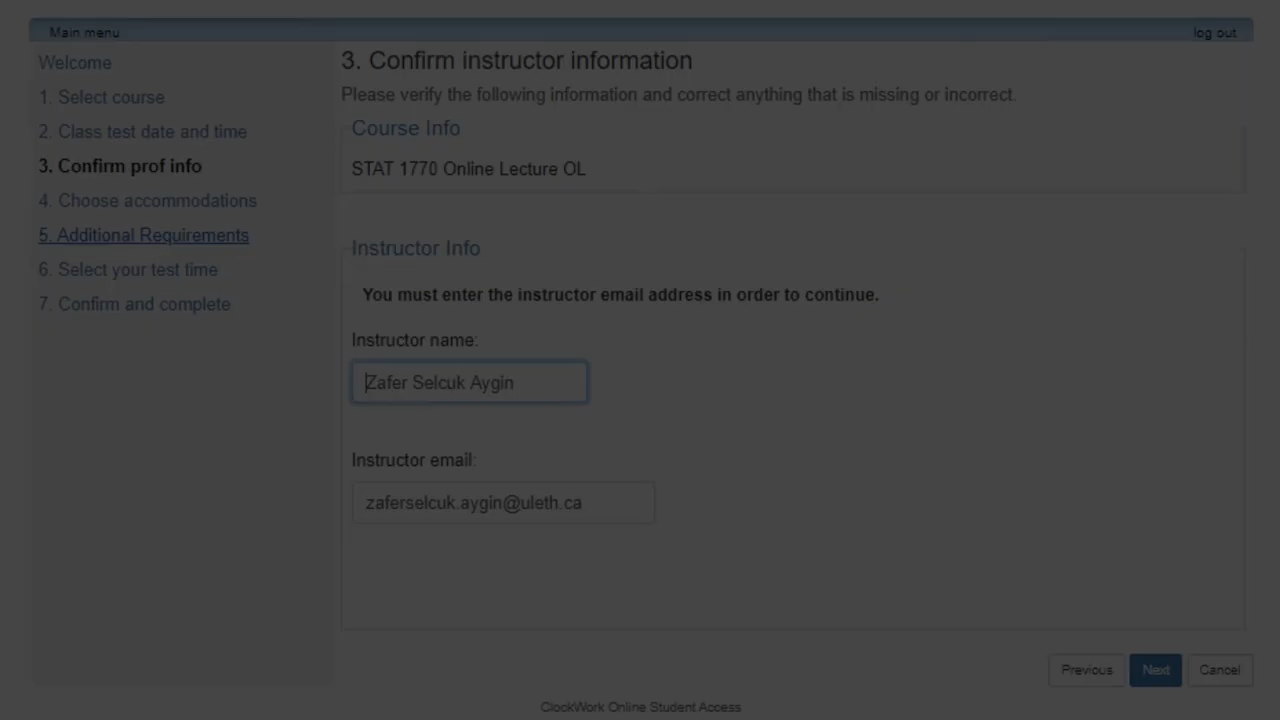 Main menu
log out
Welcome
1. Select course
2. Class test date and time
3. Confirm prof info
4. Choose accommodations
5. Additional Requirements
6. Select your test time
7. Confirm and complete
3. Confirm instructor information
Please verify the following information and correct anything that is missing or incorrect.
Course Info
STAT 1770 Online Lecture OL
Instructor Info
You must enter the instructor email address in order to continue.
Instructor name:
Zafer Selcuk Aygin
Instructor email:
zaferselcuk.aygin@uleth.ca
Previous
Next
Cancel
ClockWork Online Student Access